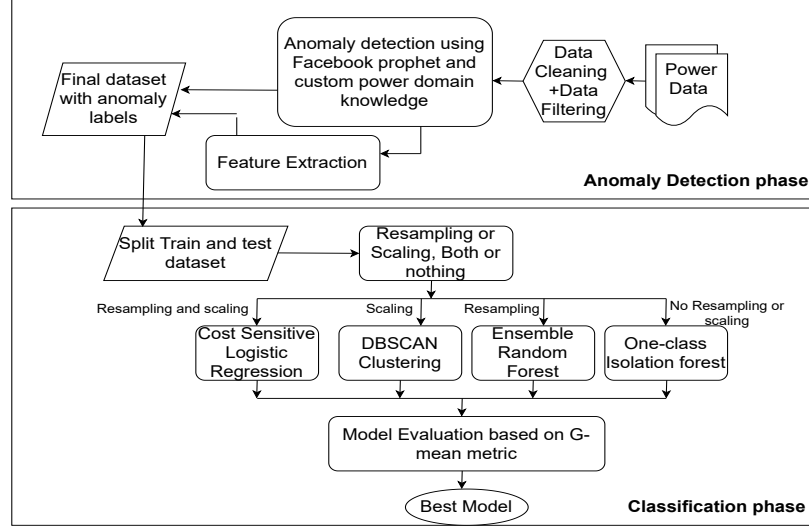 Power
Data
Data
Cleaning
+Data
Filtering
Anomaly detection using
Facebook prophet and
custom power domain
knowledge
Final dataset
with anomaly
labels
Feature Extraction
Anomaly Detection phase
Split Train and test
dataset
Resampling or
Scaling, Both or
nothing
Resampling and scaling
Scaling
Resampling
No Resampling or
scaling
Cost Sensitive
Logistic
Regression
DBSCAN
Clustering
Ensemble
Random
Forest
One-class
Isolation forest
Model Evaluation based on G-
mean metric
Best Model
Classification phase